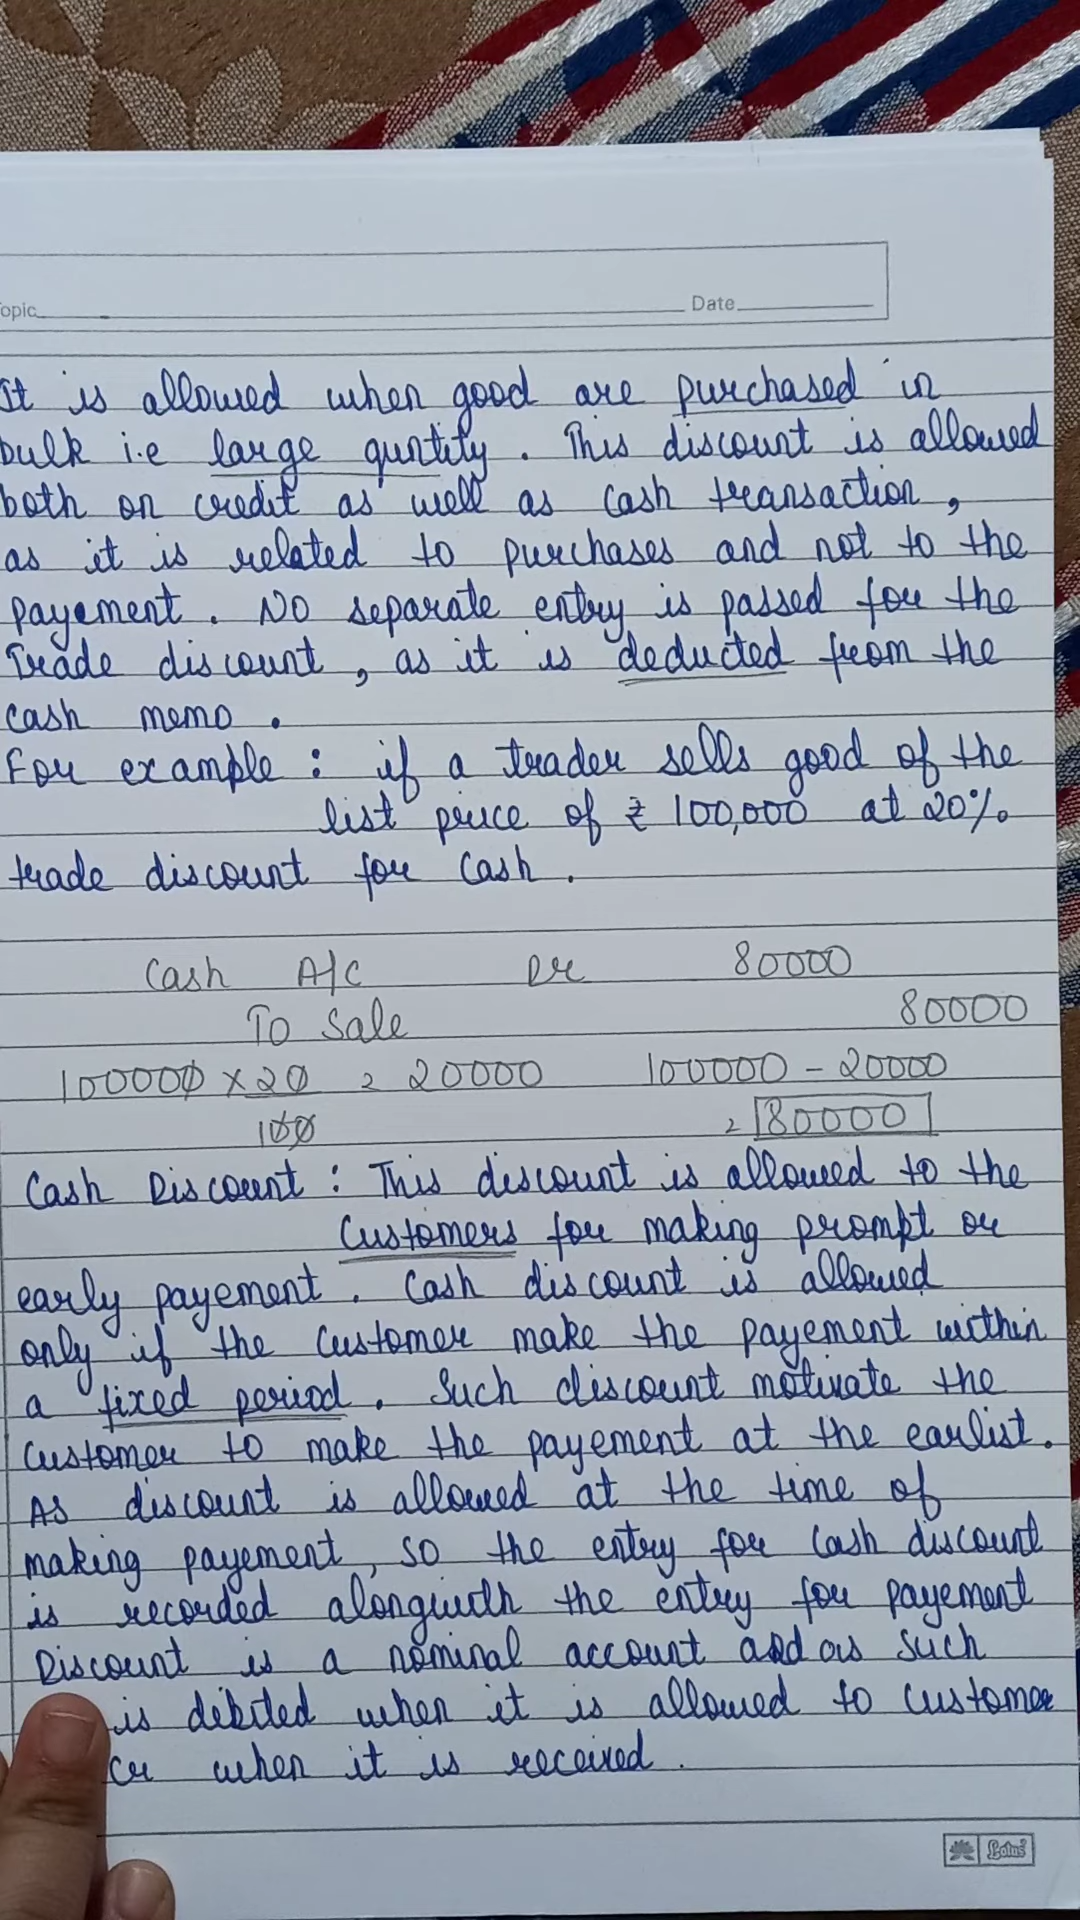 opic
Date
It is allowed when good are purchased in
bulk i.e large quntity. This discount is allowed
both on credit as well as cash transaction,
as it is related to purchases and not to the
payement. No separate entry is passed for the
Trade discount, as it is deducted from the
cash memo.
For example : if a trader sells good of the
list price of ₹ 100,000 at 20%
trade discount for cash.
Cash A/c Dr 80000
To Sale 80000
100000 x 20 = 20000 100000 - 20000
100 = 80000
Cash Discount : This discount is allowed to the
Customers for making prompt or
early payement. Cash discount is allowed
only if the customer make the payement within
a fixed period. Such discount motivate the
Customer to make the payement at the earlist.
As discount is allowed at the time of
making payement, so the entry for cash discount
is recorded alongwith the entry for payement
Discount is a nominal account and as such
is debited when it is allowed to customer
cr when it is received.
Lotus